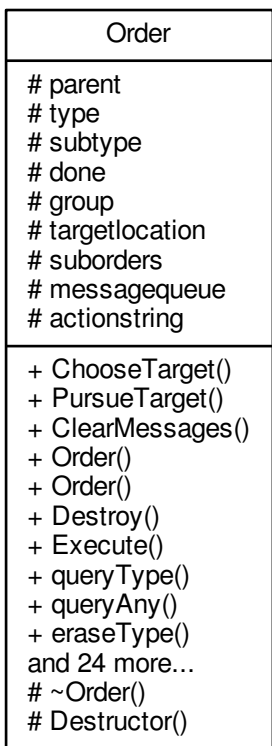 Order
# parent
# type
# subtype
# done
# group
# targetlocation
# suborders
# messagequeue
# actionstring
+ ChooseTarget()
+ PursueTarget()
+ ClearMessages()
+ Order()
+ Order()
+ Destroy()
+ Execute()
+ queryType()
+ queryAny()
+ eraseType()
and 24 more...
# ~Order()
# Destructor()